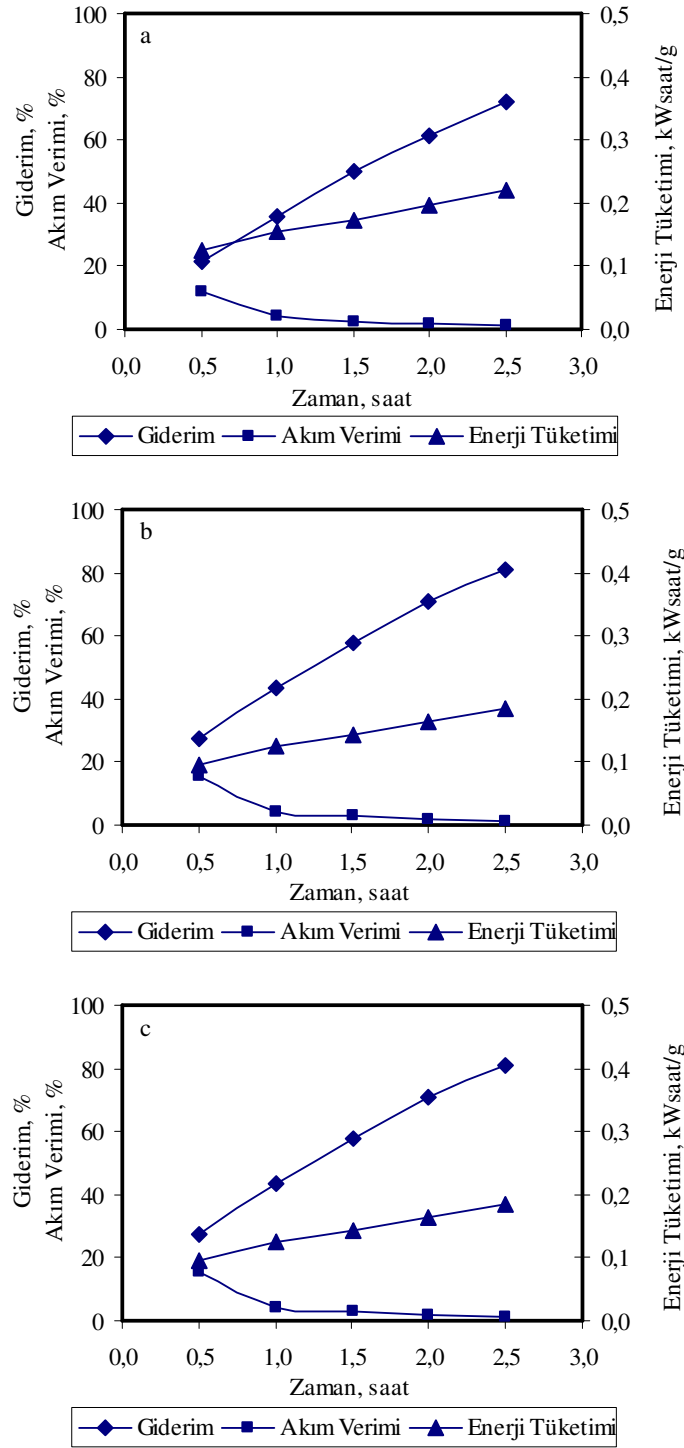 a
100
80
60
40
20
0
Giderim, %
Akım Verimi, %
0,5
0,4
0,3
0,2
0,1
0,0
Enerji Tüketimi, kWsaat/g
0,0 0,5 1,0 1,5 2,0 2,5 3,0
Zaman, saat
Giderim Akım Verimi Enerji Tüketimi
b
100
80
60
40
20
0
Giderim, %
Akım Verimi, %
0,5
0,4
0,3
0,2
0,1
0,0
Enerji Tüketimi, kWsaat/g
0,0 0,5 1,0 1,5 2,0 2,5 3,0
Zaman, saat
Giderim Akım Verimi Enerji Tüketimi
c
100
80
60
40
20
0
Giderim, %
Akım Verimi, %
0,5
0,4
0,3
0,2
0,1
0,0
Enerji Tüketimi, kWsaat/g
0,0 0,5 1,0 1,5 2,0 2,5 3,0
Zaman, saat
Giderim Akım Verimi Enerji Tüketimi